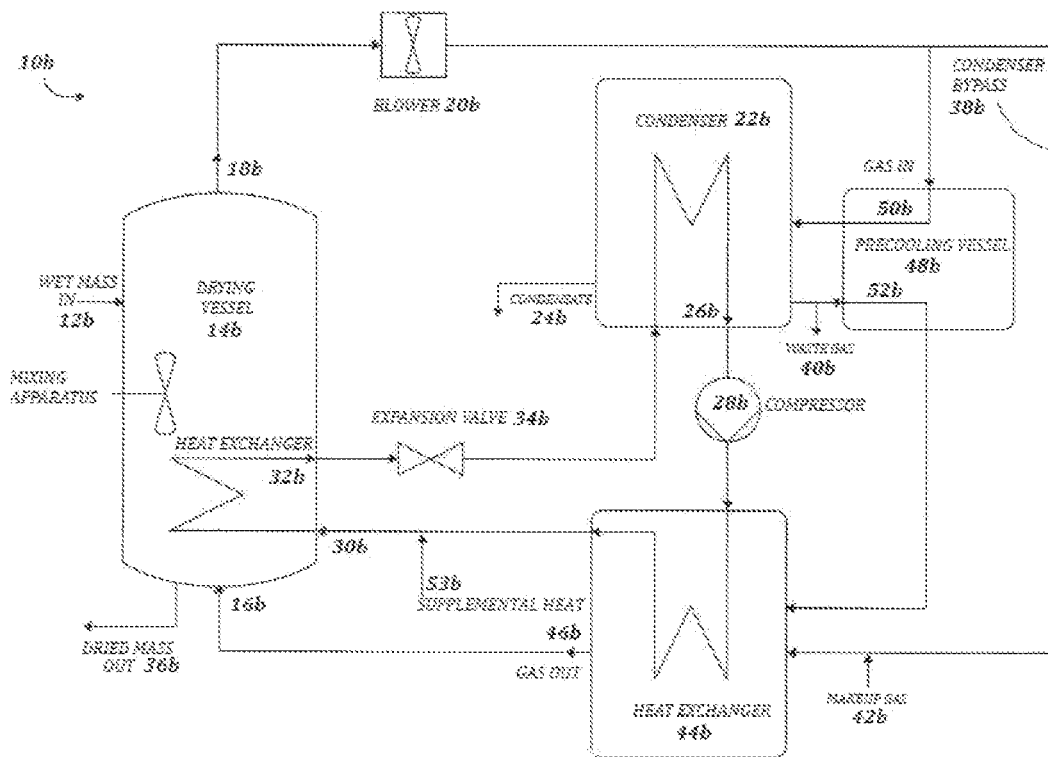 10b
BLOWER 20b
CONDENSER
BYPASS
38b
CONDENSER 22b
18b
GAS IN
50b
PRECOOLING VESSEL
48b
52b
WET MASS
IN
12b
DRYING
VESSEL
14b
CONDENSATE
24b
26b
WASTE GAS
40b
MIXING
APPARATUS
28b COMPRESSOR
EXPANSION VALVE 34b
HEAT EXCHANGER
32b
30b
53b
SUPPLEMENTAL HEAT
16b
46b
DRIED MASS
OUT 36b
GAS OUT
HEAT EXCHANGER
44b
MAKEUP GAS
42b